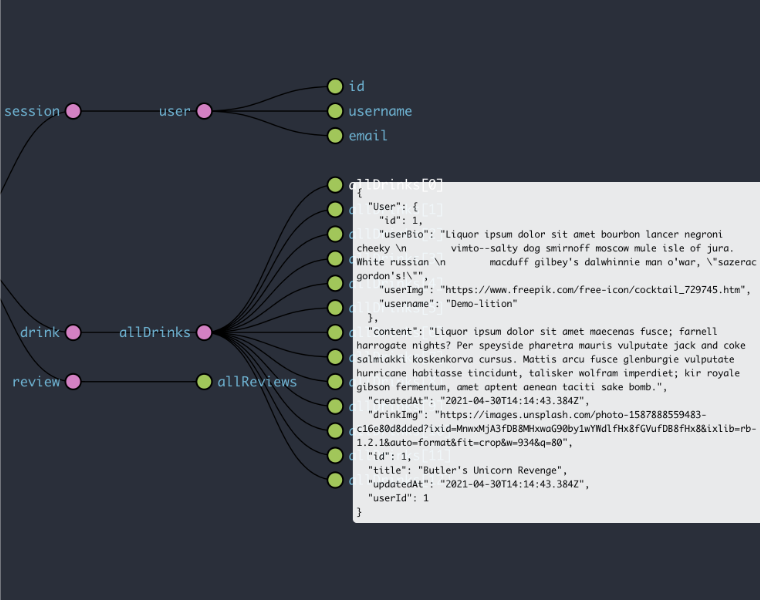 id
session
user
username
email
allDrinks[0]
{
"User": {
"id": 1,
"userBio": "Liquor ipsum dolor sit amet bourbon lancer negroni
cheeky \n vimto--salty dog smirnoff moscow mule isle of jura.
White russian \n macduff gilbey's dalwhinnie man o'war, \"sazerac
gordon's!\"",
"userImg": "https://www.freepik.com/free-icon/cocktail_729745.htm",
"username": "Demo-lition"
},
"content": "Liquor ipsum dolor sit amet maecenas fusce; farnell
harrogate nights? Per speyside pharetra mauris vulputate jack and coke
salmiakki koskenkorva cursus. Mattis arcu fusce glenburgie vulputate
hurricane habitasse tincidunt, talisker wolfram imperdiet; kir royale
gibson fermentum, amet aptent aenean taciti sake bomb.",
"createdAt": "2021-04-30T14:14:43.384Z",
"drinkImg": "https://images.unsplash.com/photo-1587888559483-
c16e80d8dded?ixid=MnwxMjA3fDB8MHxwaG90by1wYWdlfHx8fGVufDB8fHx8&ixlib=rb-
1.2.1&auto=format&fit=crop&w=934&q=80",
"id": 1,
"title": "Butler's Unicorn Revenge",
"updatedAt": "2021-04-30T14:14:43.384Z",
"userId": 1
}
drink
allDrinks
review
allReviews